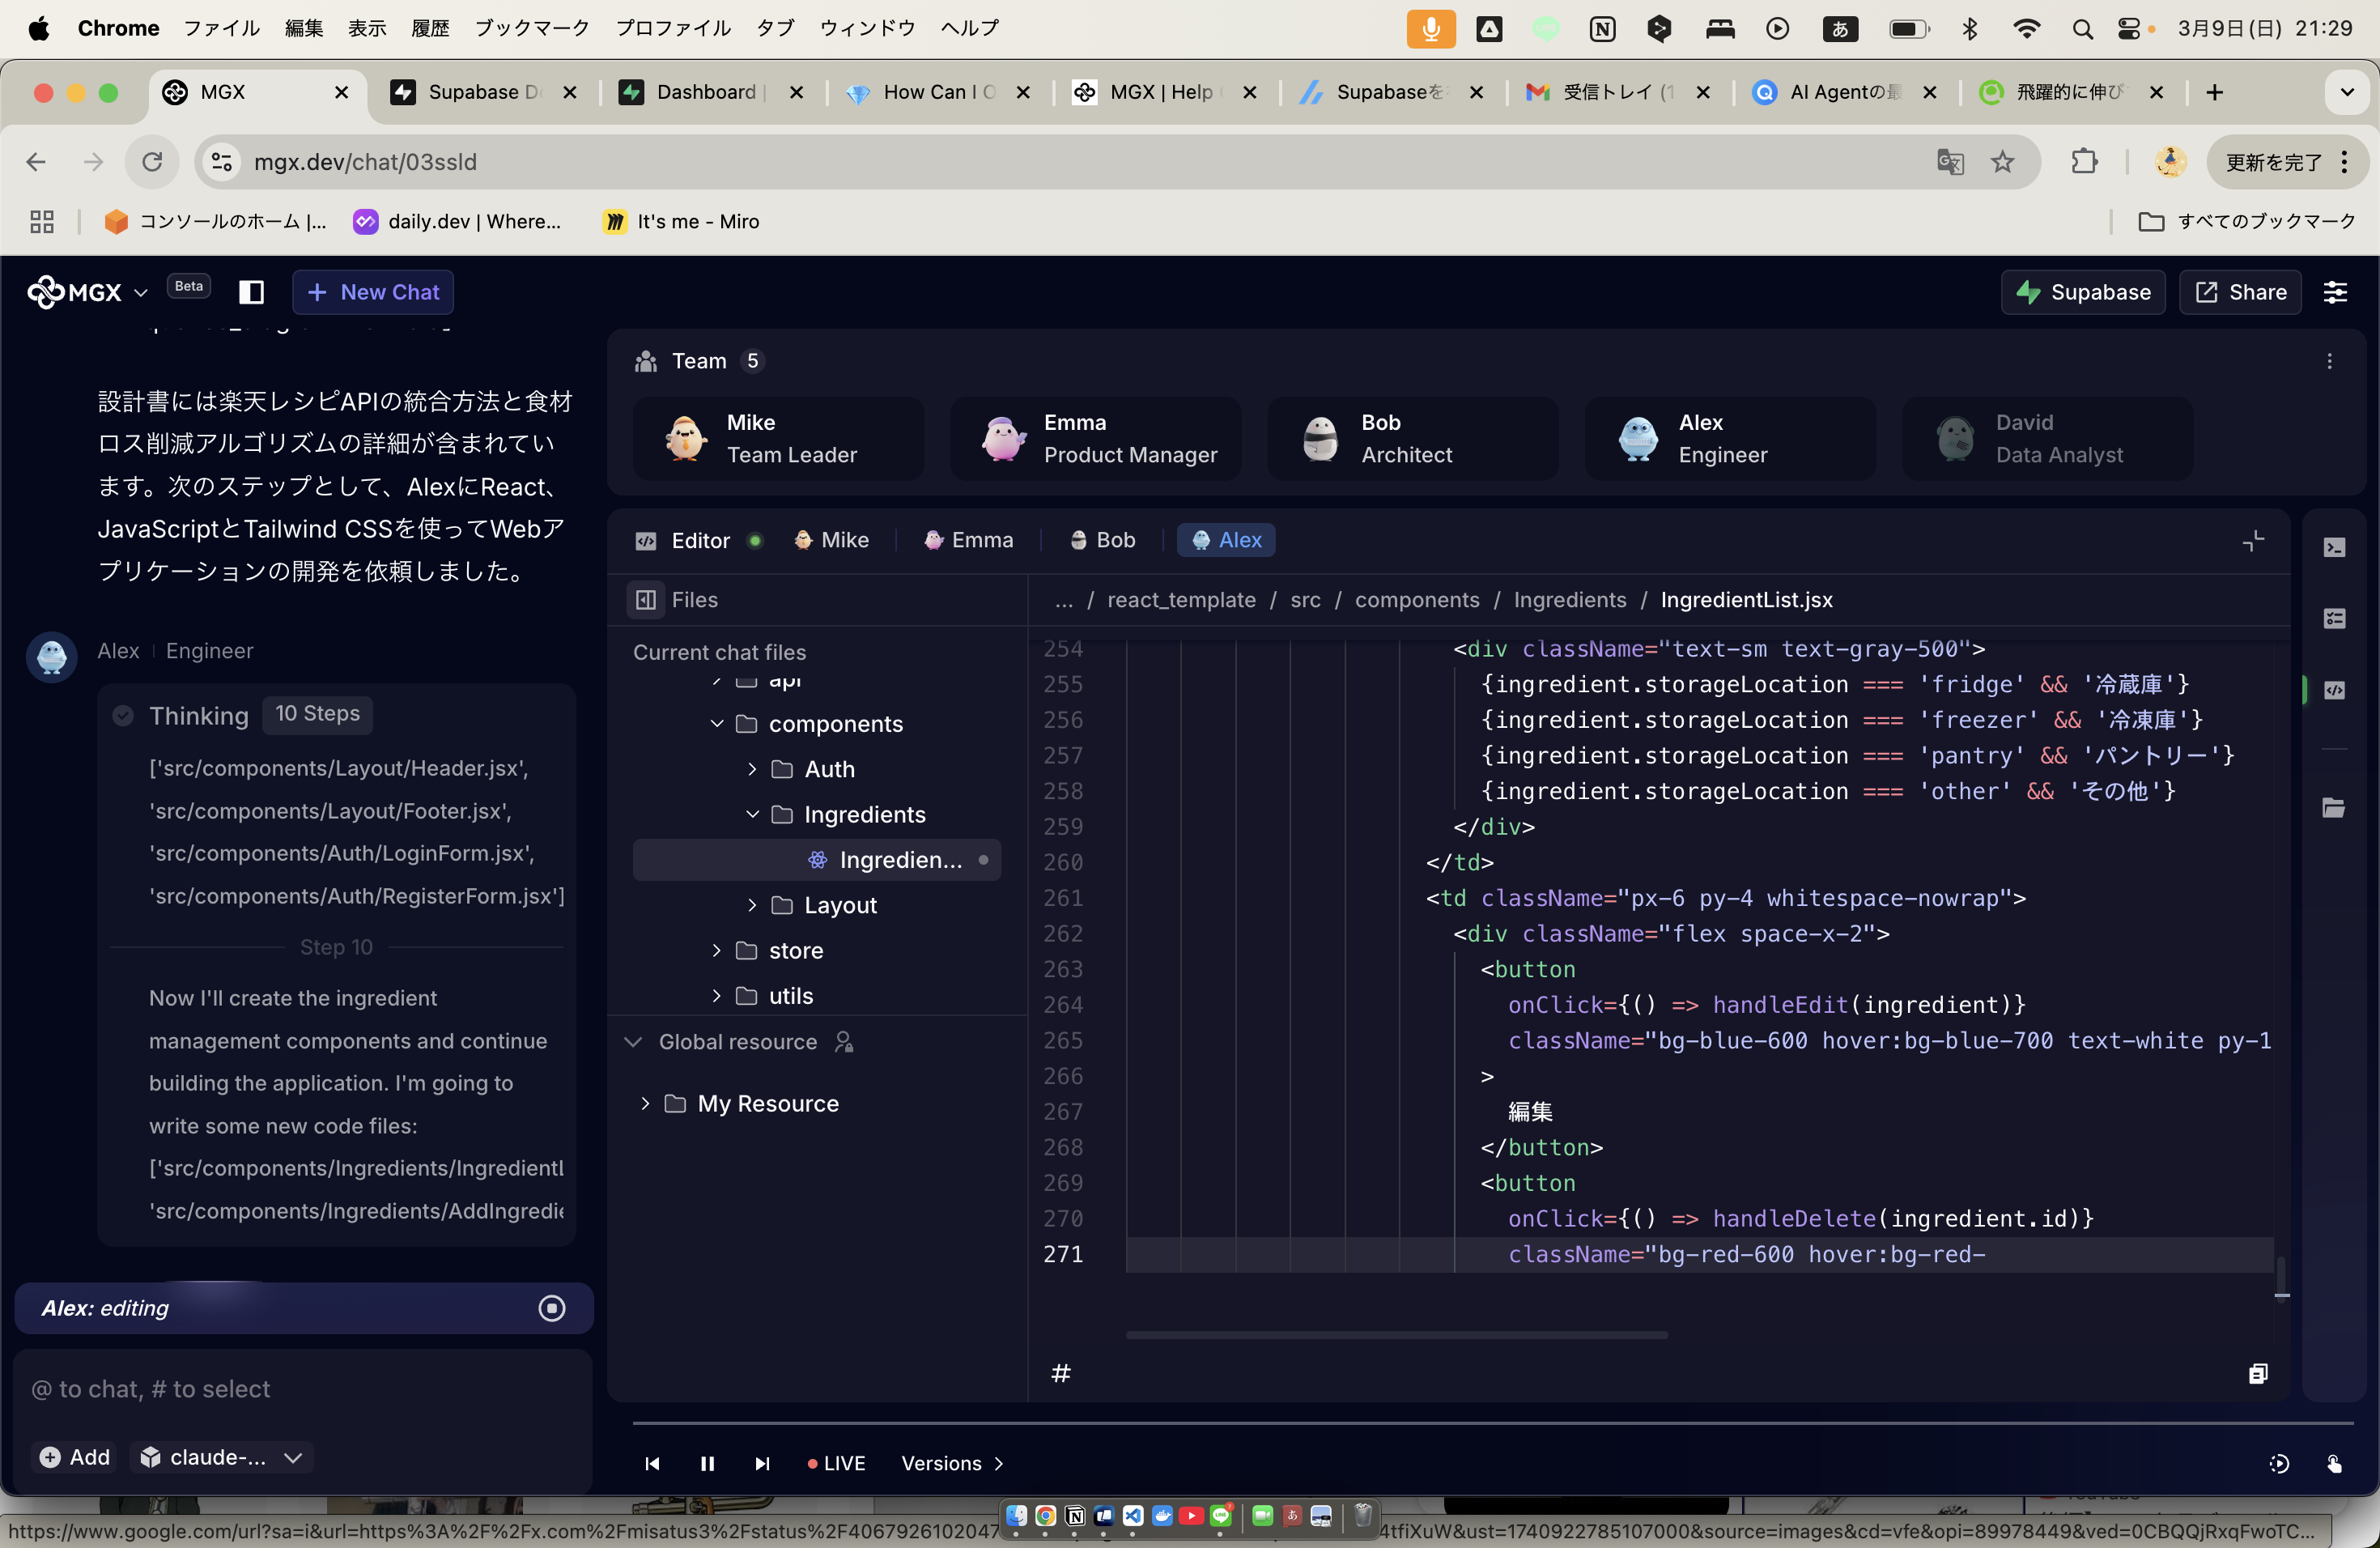 Chrome ファイル 編集 表示 履歴 ブックマーク プロファイル タブ ウィンドウ ヘルプ
あ 3月9日(日) 21:29
MGX
Supabase D
Dashboard |
How Can I
MGX | Help
Supabaseを
受信トレイ (1
AI Agentの最
飛躍的に伸び
mgx.dev/chat/03ssld
更新を完了
コンソールのホーム |...
daily.dev | Where...
It's me - Miro
すべてのブックマーク
MGX Beta
New Chat
Supabase
Share
設計書には楽天レシピAPIの統合方法と食材
ロス削減アルゴリズムの詳細が含まれてい
ます。次のステップとして、AlexにReact、
JavaScriptとTailwind CSSを使ってWebア
プリケーションの開発を依頼しました。
Alex | Engineer
Thinking 10 Steps
['src/components/Layout/Header.jsx',
'src/components/Layout/Footer.jsx',
'src/components/Auth/LoginForm.jsx',
'src/components/Auth/RegisterForm.jsx']
Step 10
Now I'll create the ingredient
management components and continue
building the application. I'm going to
write some new code files:
['src/components/Ingredients/IngredientL
'src/components/Ingredients/AddIngredie
Alex: editing
@ to chat, # to select
Add
claude-...
Team 5
Mike
Team Leader
Emma
Product Manager
Bob
Architect
Alex
Engineer
David
Data Analyst
Editor Mike Emma Bob Alex
Files
Current chat files
api
components
Auth
Ingredients
Ingredien...
Layout
store
utils
Global resource
My Resource
... / react_template / src / components / Ingredients / IngredientList.jsx
254 <div className="text-sm text-gray-500">
255 {ingredient.storageLocation === 'fridge' && '冷蔵庫'}
256 {ingredient.storageLocation === 'freezer' && '冷凍庫'}
257 {ingredient.storageLocation === 'pantry' && 'パントリー'}
258 {ingredient.storageLocation === 'other' && 'その他'}
259 </div>
260 </td>
261 <td className="px-6 py-4 whitespace-nowrap">
262 <div className="flex space-x-2">
263 <button
264 onClick={() => handleEdit(ingredient)}
265 className="bg-blue-600 hover:bg-blue-700 text-white py-1
266 >
267 編集
268 </button>
269 <button
270 onClick={() => handleDelete(ingredient.id)}
271 className="bg-red-600 hover:bg-red-
#
LIVE
Versions
https://www.google.com/url?sa=i&url=https%3A%2F%2Fx.com%2Fmisatus3%2Fstatus%2F4067926102047
4tfiXuW&ust=1740922785107000&source=images&cd=vfe&opi=89978449&ved=0CBQQjRxqFwoTC...